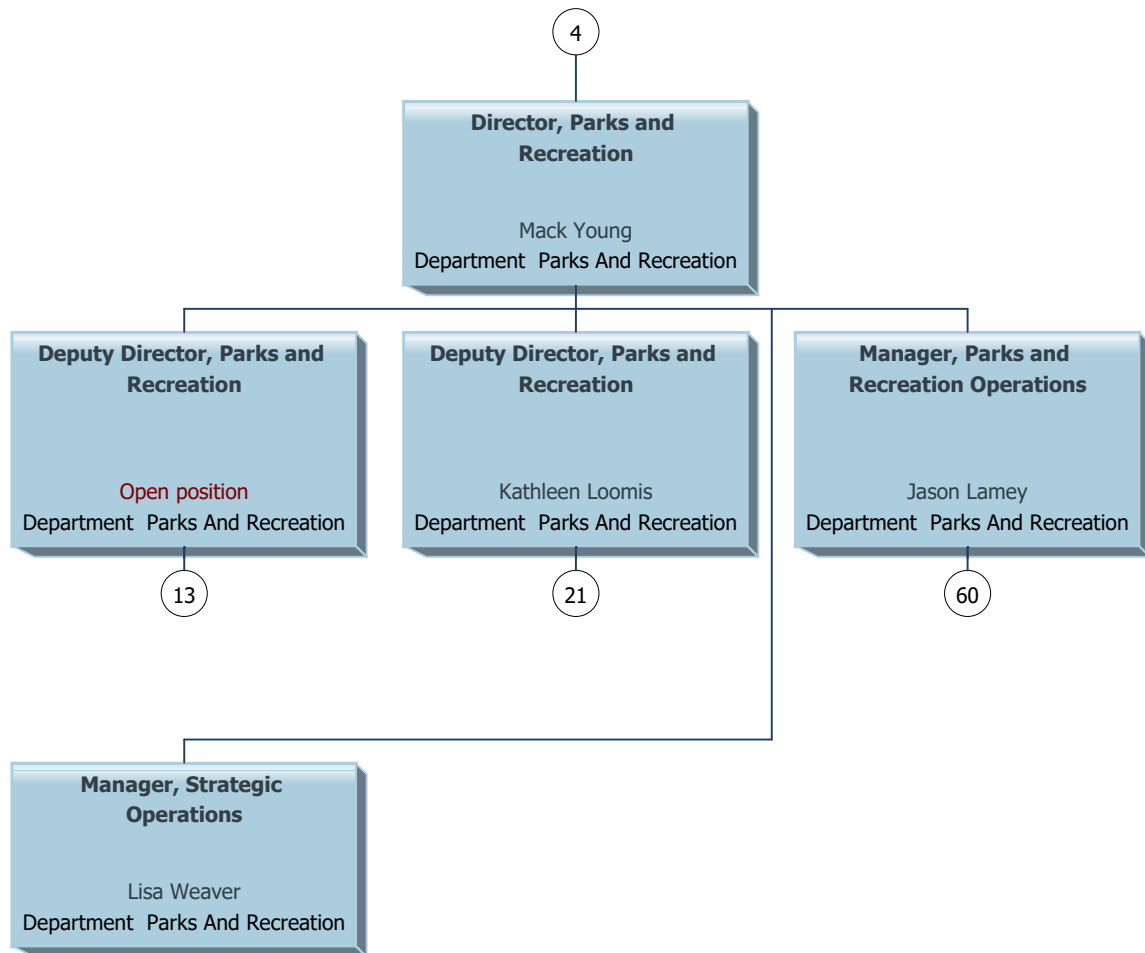 4
Director, Parks and
Recreation
Mack Young
Department  Parks And Recreation
Deputy Director, Parks and
Recreation
Open position
Department  Parks And Recreation
13
Deputy Director, Parks and
Recreation
Kathleen Loomis
Department  Parks And Recreation
21
Manager, Parks and
Recreation Operations
Jason Lamey
Department  Parks And Recreation
60
Manager, Strategic
Operations
Lisa Weaver
Department  Parks And Recreation